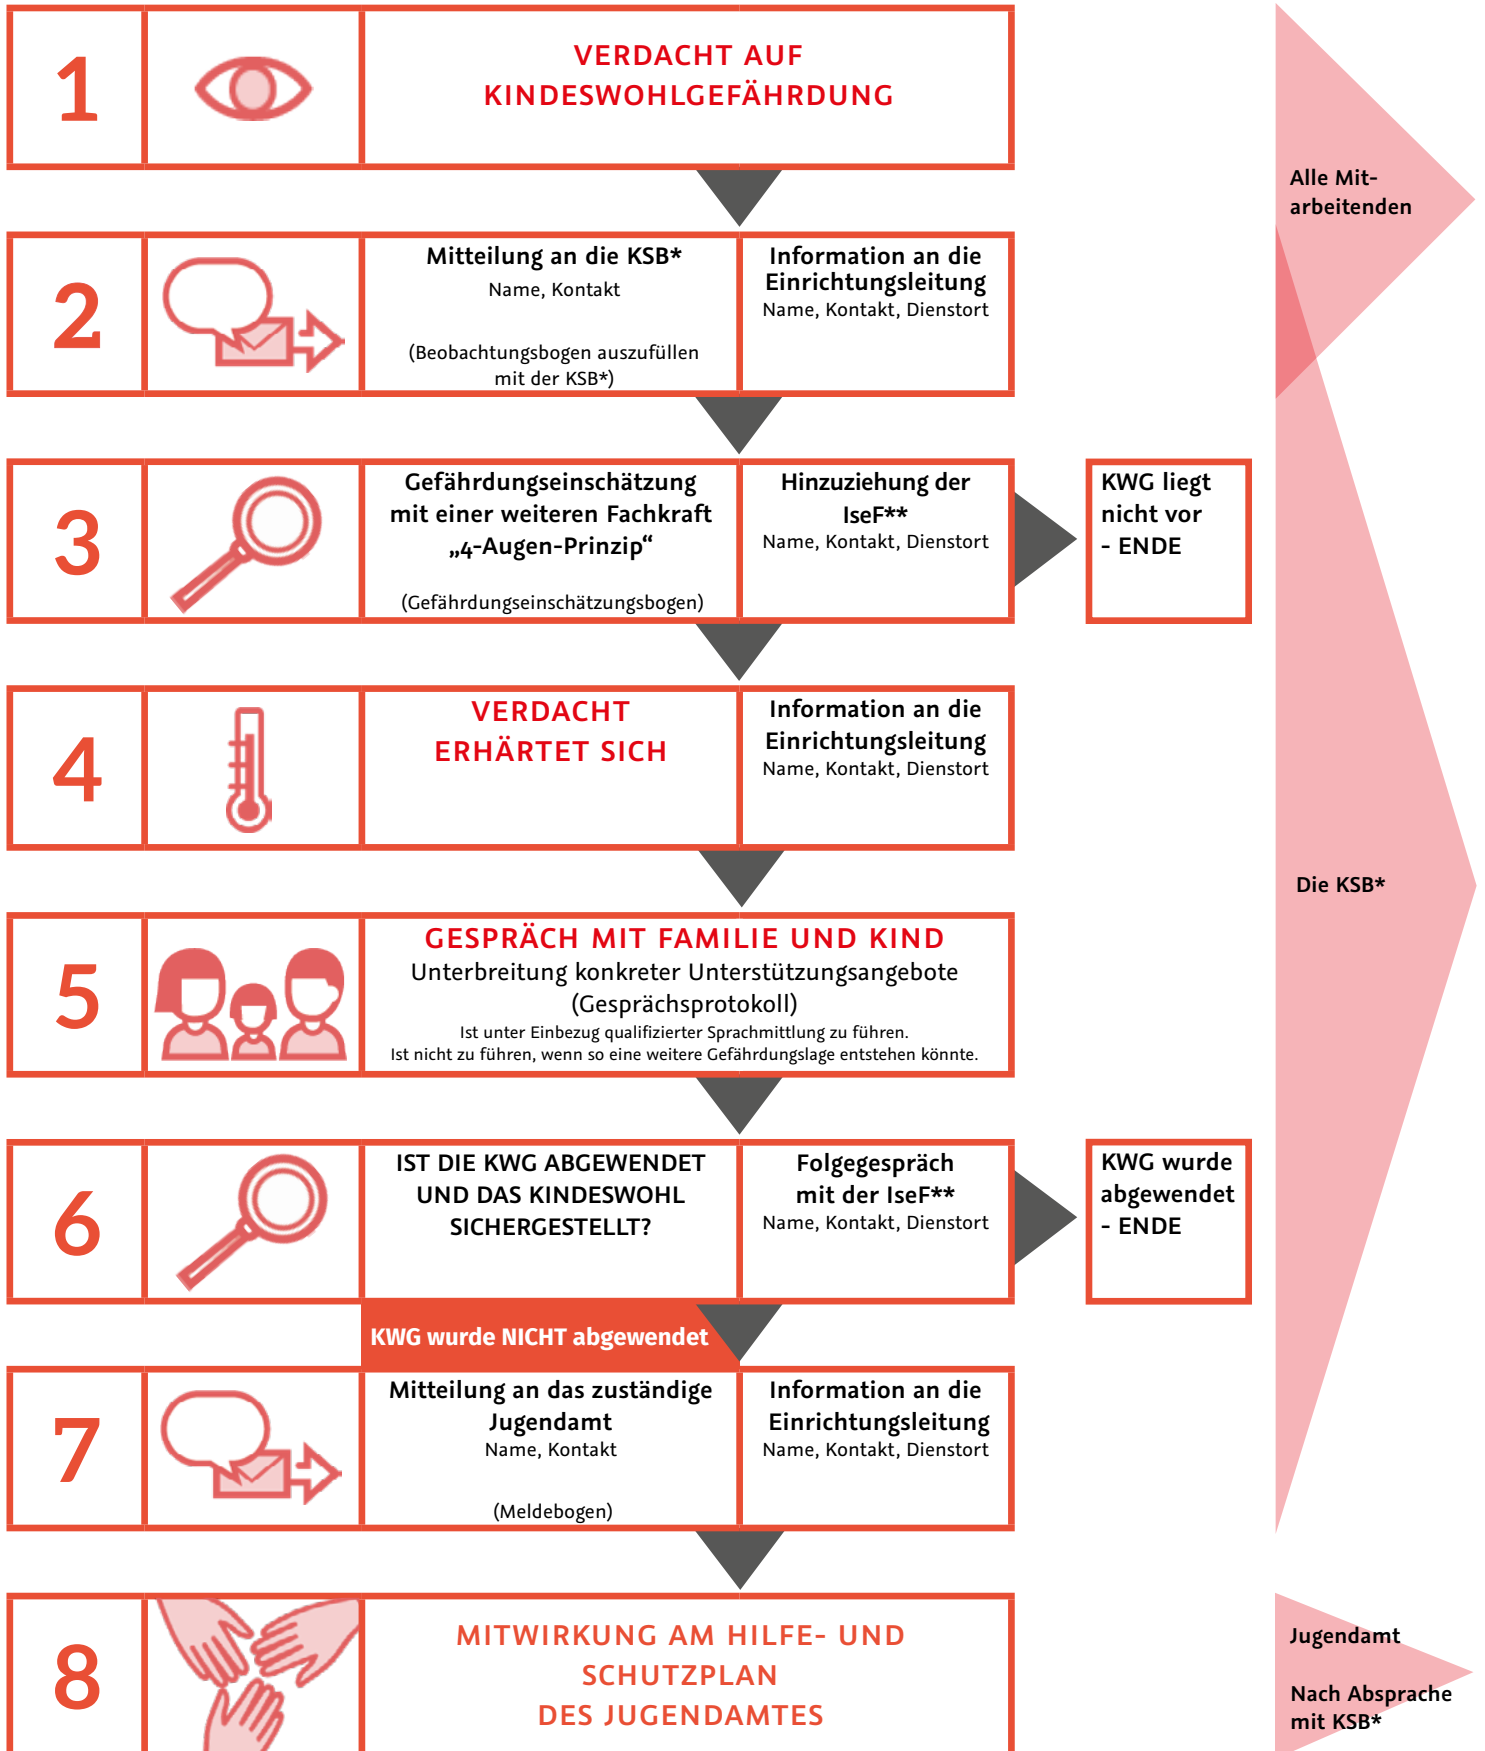 1
VERDACHT AUF
KINDESWOHLGEFÄHRDUNG
Alle Mit-
arbeitenden
2
Mitteilung an die KSB*
Name, Kontakt
(Beobachtungsbogen auszufüllen
mit der KSB*)
Information an die
Einrichtungsleitung
Name, Kontakt, Dienstort
3
Gefährdungseinschätzung
mit einer weiteren Fachkraft
„4-Augen-Prinzip“
(Gefährdungseinschätzungsbogen)
Hinzuziehung der
IseF**
Name, Kontakt, Dienstort
KWG liegt
nicht vor
- ENDE
4
VERDACHT
ERHÄRTET SICH
Information an die
Einrichtungsleitung
Name, Kontakt, Dienstort
Die KSB*
5
GESPRÄCH MIT FAMILIE UND KIND
Unterbreitung konkreter Unterstützungsangebote
(Gesprächsprotokoll)
Ist unter Einbezug qualifizierter Sprachmittlung zu führen.
Ist nicht zu führen, wenn so eine weitere Gefährdungslage entstehen könnte.
6
IST DIE KWG ABGEWENDET
UND DAS KINDESWOHL
SICHERGESTELLT?
Folgegespräch
mit der IseF**
Name, Kontakt, Dienstort
KWG wurde
abgewendet
- ENDE
KWG wurde NICHT abgewendet
7
Mitteilung an das zuständige
Jugendamt
Name, Kontakt
(Meldebogen)
Information an die
Einrichtungsleitung
Name, Kontakt, Dienstort
8
MITWIRKUNG AM HILFE- UND
SCHUTZPLAN
DES JUGENDAMTES
Jugendamt
Nach Absprache
mit KSB*